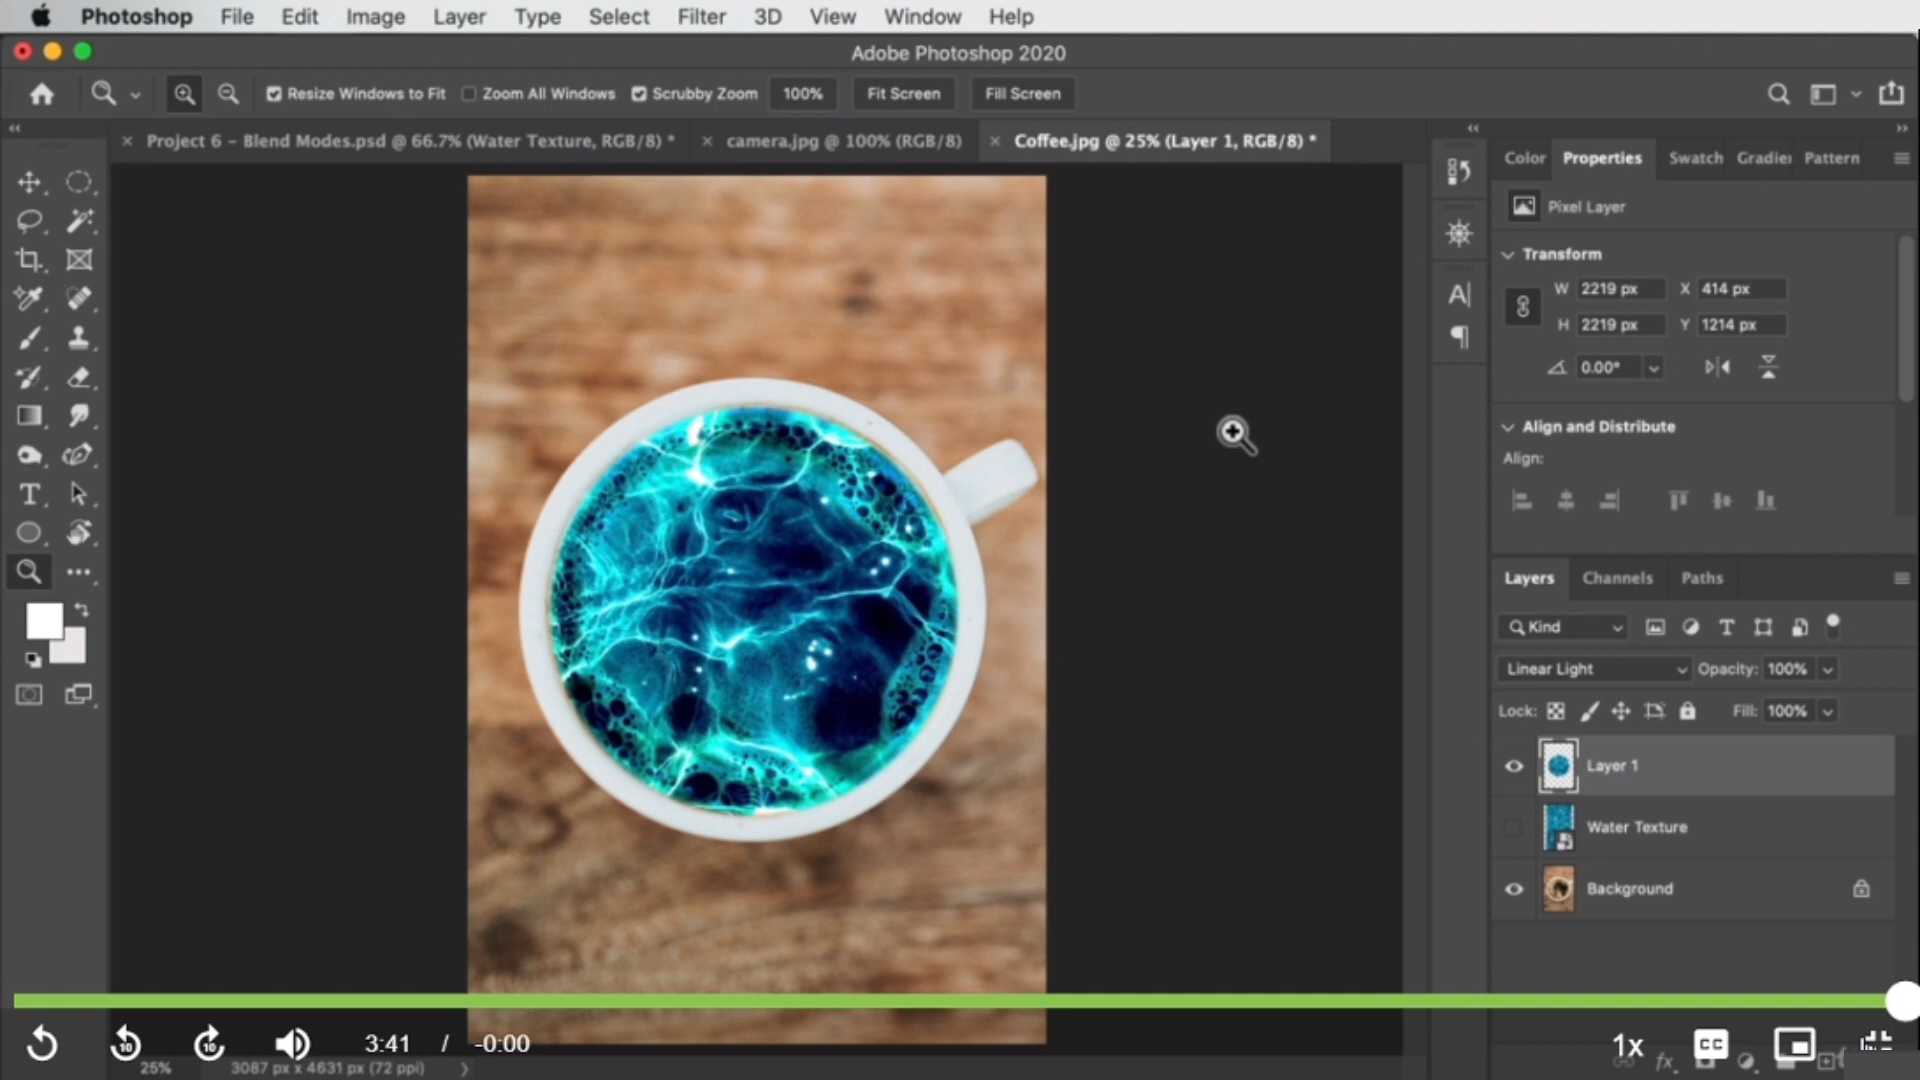 Photoshop File Edit Image Layer Type Select Filter 3D View Window Help
Adobe Photoshop 2020
Resize Windows to Fit Zoom All Windows Scrubby Zoom 100% Fit Screen Fill Screen
Project 6 – Blend Modes.psd @ 66.7% (Water Texture, RGB/8) * camera.jpg @ 100% (RGB/8) Coffee.jpg @ 25% (Layer 1, RGB/8) *
Color Properties Swatch Gradie Pattern
Pixel Layer
Transform
W 2219 px X 414 px
H 2219 px Y 1214 px
0.00°
Align and Distribute
Align:
Layers Channels Paths
Kind
Linear Light Opacity: 100%
Lock: Fill: 100%
Layer 1
Water Texture
Background
10 10 3:41 / -0:00 1x CC
25% 3087 px x 4631 px (72 ppi)
fx